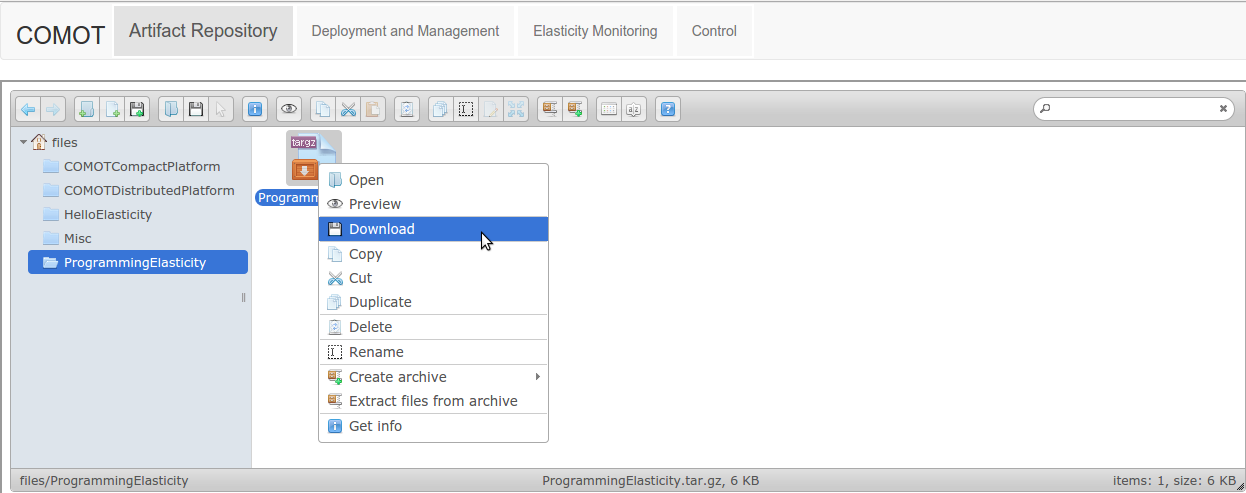 COMOT Artifact Repository Deployment and Management Elasticity Monitoring Control
files
COMOTCompactPlatform
COMOTDistributedPlatform
HelloElasticity
Misc
ProgrammingElasticity
targz
Programm
Open
Preview
Download
Copy
Cut
Duplicate
Delete
Rename
Create archive
Extract files from archive
Get info
files/ProgrammingElasticity ProgrammingElasticity.tar.gz, 6 KB items: 1, size: 6 KB